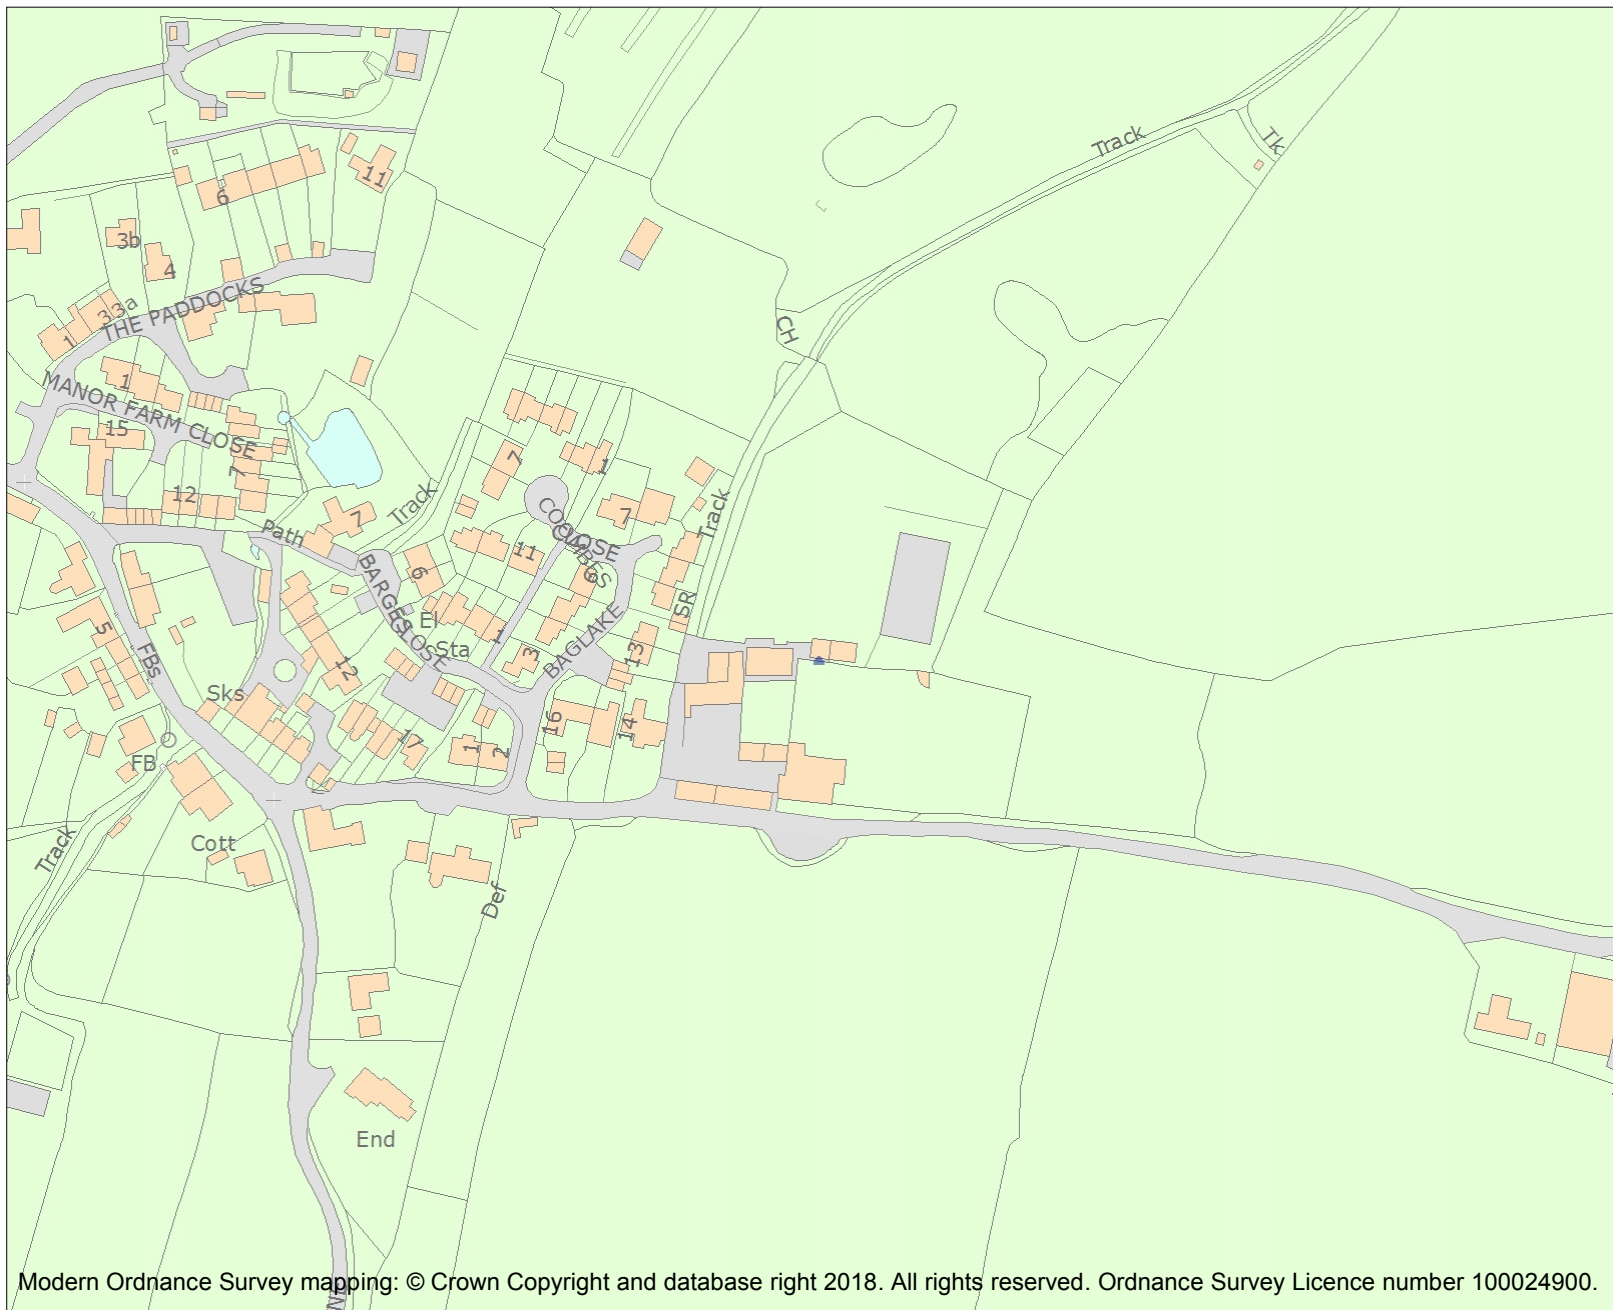 Track
Tk
11
6
3b
4
3a
3
THE PADDOCKS
1
CH
1
MANOR FARM CLOSE
15
7
7
1
12
Track
7
COOMBES
CLOSE
7
Track
Path
11
6
6
BARGES
CLOSE
El
Sta
1
SR
5
FBs
12
3
13
BAGLAKE
Sks
16
14
17
1
2
FB
Track
Cott
Def
End
Modern Ordnance Survey mapping: © Crown Copyright and database right 2018. All rights reserved. Ordnance Survey Licence number 100024900.